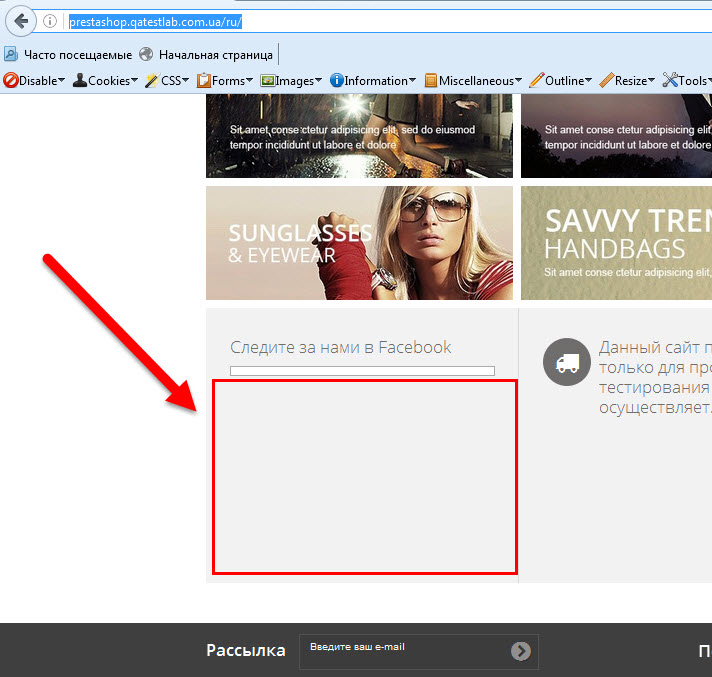 prestashop.qatestlab.com.ua/ru/
Часто посещаемые Начальная страница
Disable Cookies CSS Forms Images Information Miscellaneous Outline Resize Tools
Sit amet conse ctetur adipisicing elit, sed do eiusmod
tempor incididunt ut labore et dolore
Sit amet conse ctetur adipisicing
tempor incididunt ut labore et dolore
SUNGLASSES
& EYEWEAR
SAVVY TREN
HANDBAGS
Sit amet conse ctetur adipisicing elit,
Следите за нами в Facebook
Данный сайт п
только для про
тестирования
осуществляет.
Рассылка
Введите ваш e-mail
П